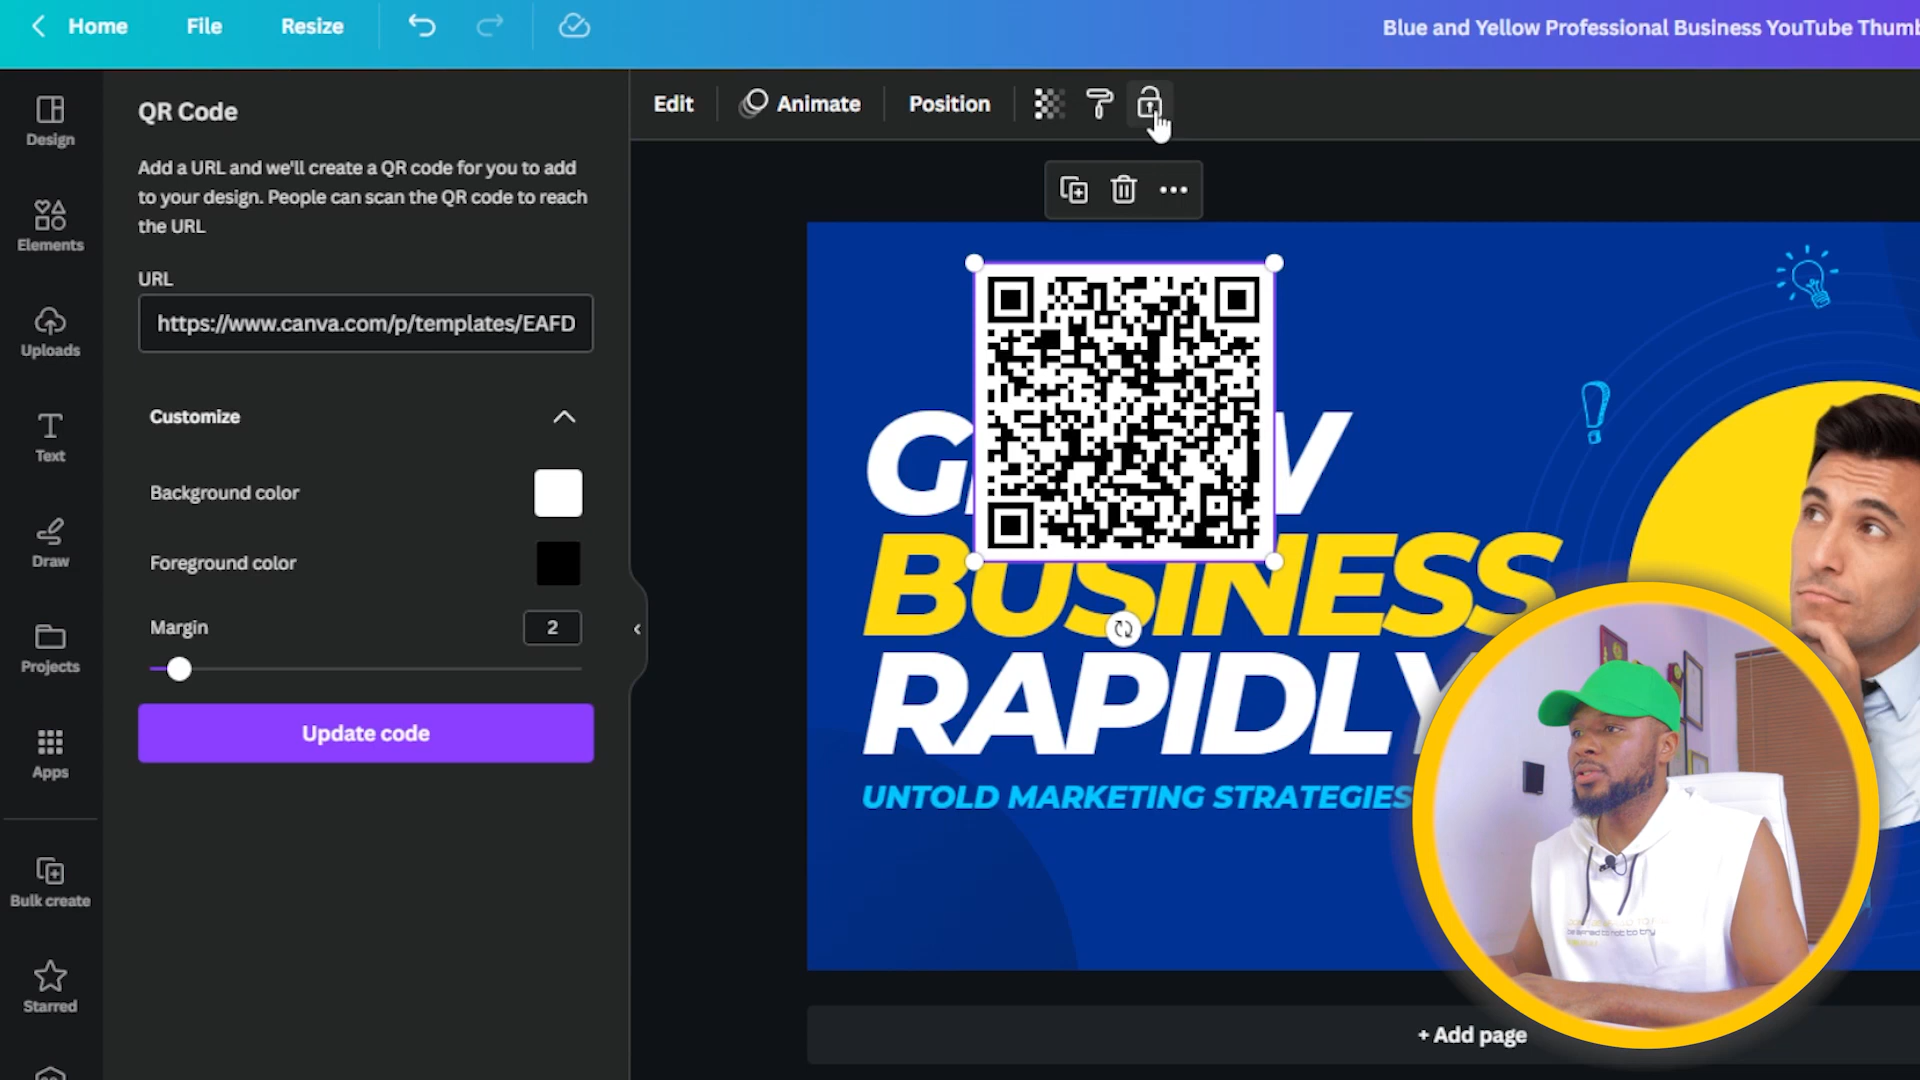 Home File Resize
Blue and Yellow Professional Business YouTube Thumb
Design
Elements
Uploads
Text
Draw
Projects
Apps
Bulk create
Starred
QR Code
Add a URL and we'll create a QR code for you to add
to your design. People can scan the QR code to reach
the URL
URL
https://www.canva.com/p/templates/EAFD
Customize
Background color
Foreground color
Margin 2
Update code
Edit Animate Position
G W
BUSINESS
RAPIDLY
UNTOLD MARKETING STRATEGIES
+ Add page